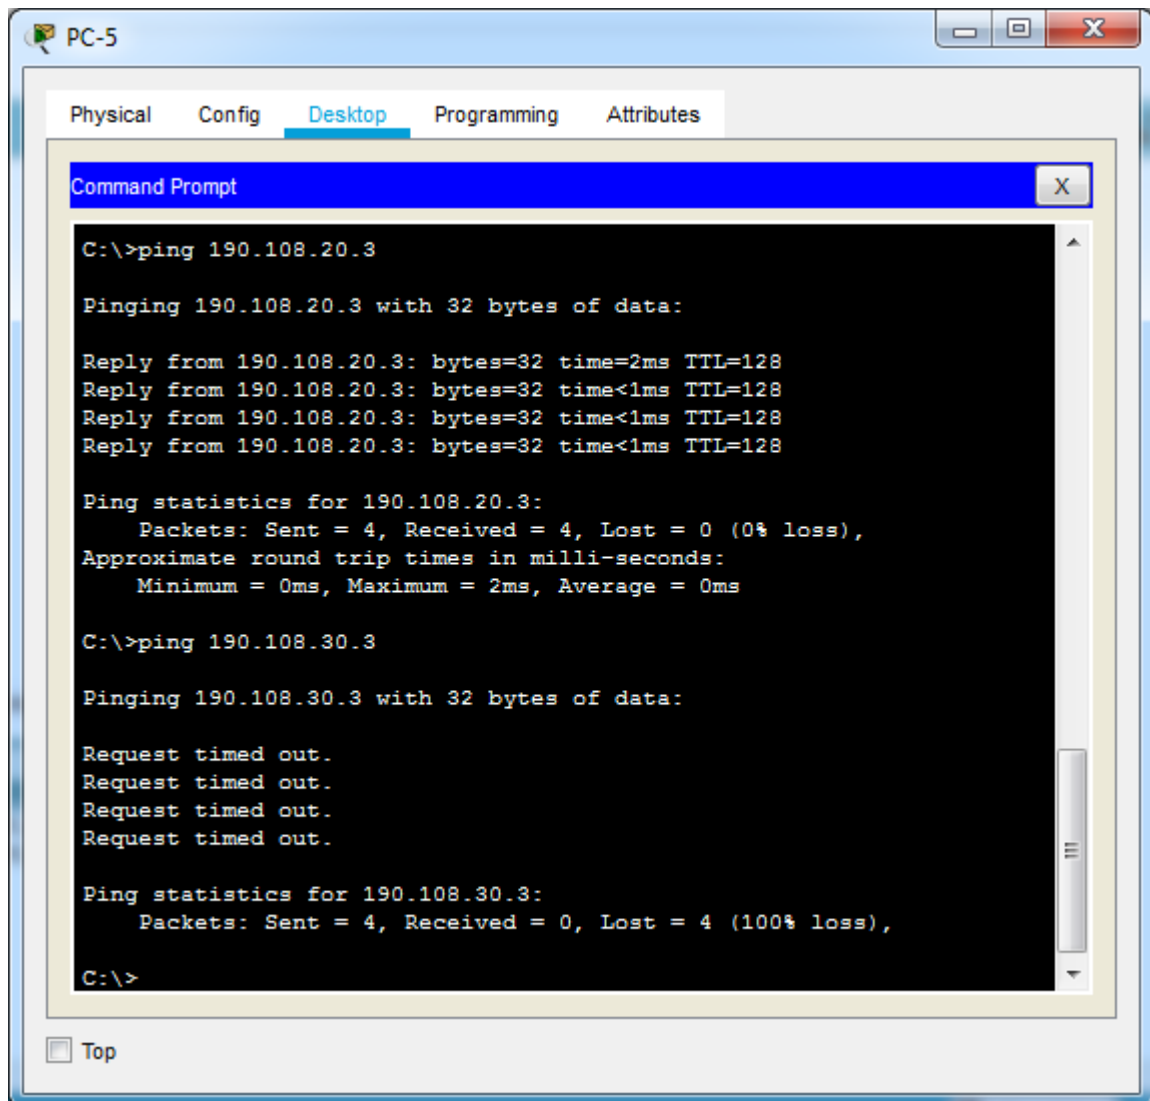 PC-5
Physical Config Desktop Programming Attributes
Command Prompt X
C:\>ping 190.108.20.3
Pinging 190.108.20.3 with 32 bytes of data:
Reply from 190.108.20.3: bytes=32 time=2ms TTL=128
Reply from 190.108.20.3: bytes=32 time<1ms TTL=128
Reply from 190.108.20.3: bytes=32 time<1ms TTL=128
Reply from 190.108.20.3: bytes=32 time<1ms TTL=128
Ping statistics for 190.108.20.3:
Packets: Sent = 4, Received = 4, Lost = 0 (0% loss),
Approximate round trip times in milli-seconds:
Minimum = 0ms, Maximum = 2ms, Average = 0ms
C:\>ping 190.108.30.3
Pinging 190.108.30.3 with 32 bytes of data:
Request timed out.
Request timed out.
Request timed out.
Request timed out.
Ping statistics for 190.108.30.3:
Packets: Sent = 4, Received = 0, Lost = 4 (100% loss),
C:\>
Top